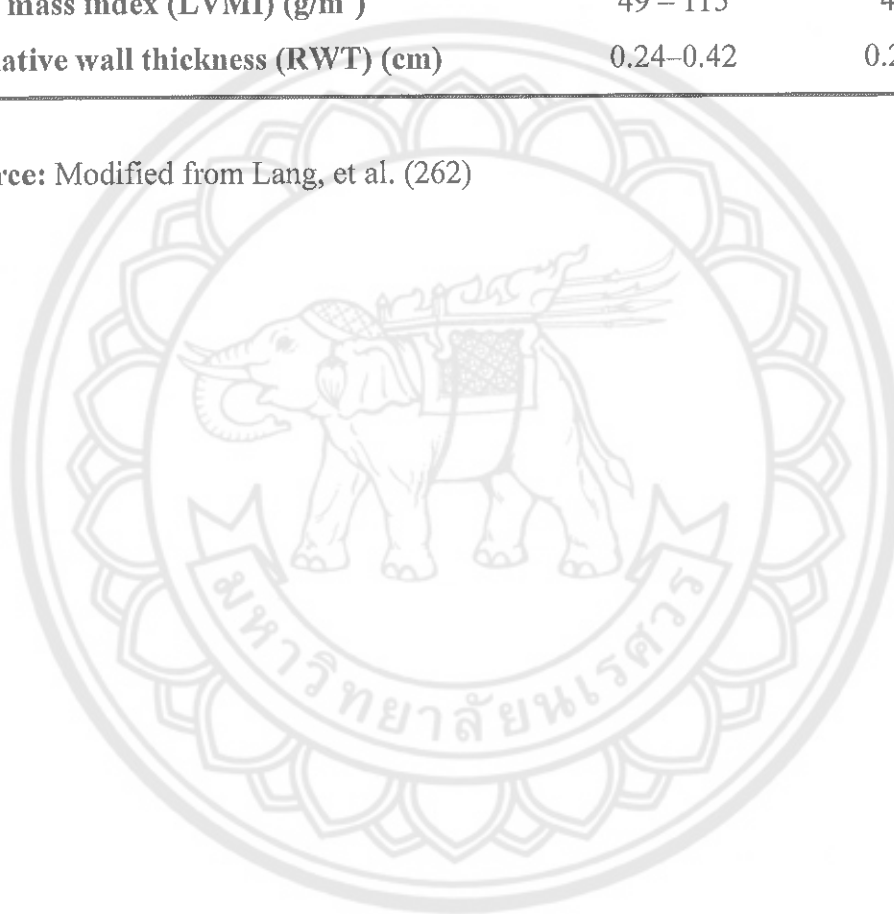 mass index (LVMI) (g/m²) 49 – 115 4
ative wall thickness (RWT) (cm) 0.24–0.42 0.2
rce: Modified from Lang, et al. (262)
มหาวิทยาลัยนเรศวร